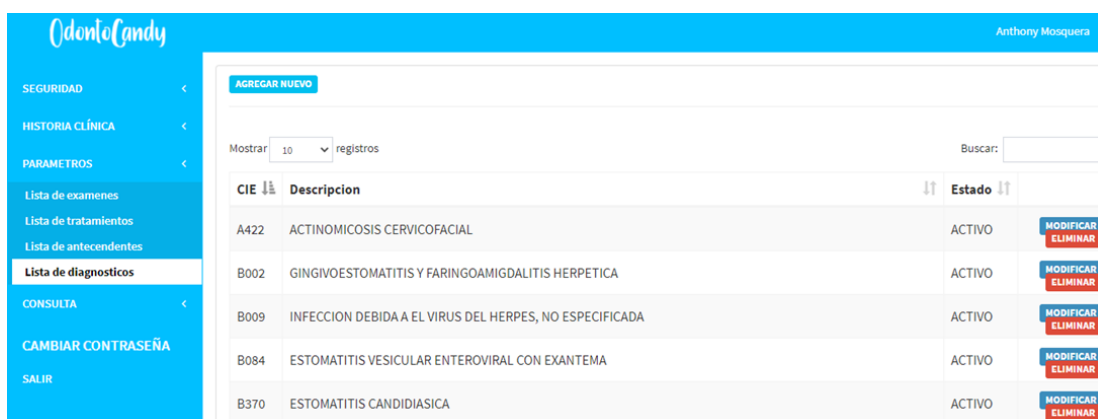 OdontoCandy
Anthony Mosquera
SEGURIDAD
HISTORIA CLÍNICA
PARAMETROS
Lista de examenes
Lista de tratamientos
Lista de antecendentes
Lista de diagnosticos
CONSULTA
CAMBIAR CONTRASEÑA
SALIR
AGREGAR NUEVO
Mostrar 10 registros
Buscar:
CIE Descripcion Estado
A422 ACTINOMICOSIS CERVICOFACIAL ACTIVO MODIFICAR
ELIMINAR
B002 GINGIVOESTOMATITIS Y FARINGOAMIGDALITIS HERPETICA ACTIVO MODIFICAR
ELIMINAR
B009 INFECCION DEBIDA A EL VIRUS DEL HERPES, NO ESPECIFICADA ACTIVO MODIFICAR
ELIMINAR
B084 ESTOMATITIS VESICULAR ENTEROVIRAL CON EXANTEMA ACTIVO MODIFICAR
ELIMINAR
B370 ESTOMATITIS CANDIDIASICA ACTIVO MODIFICAR
ELIMINAR